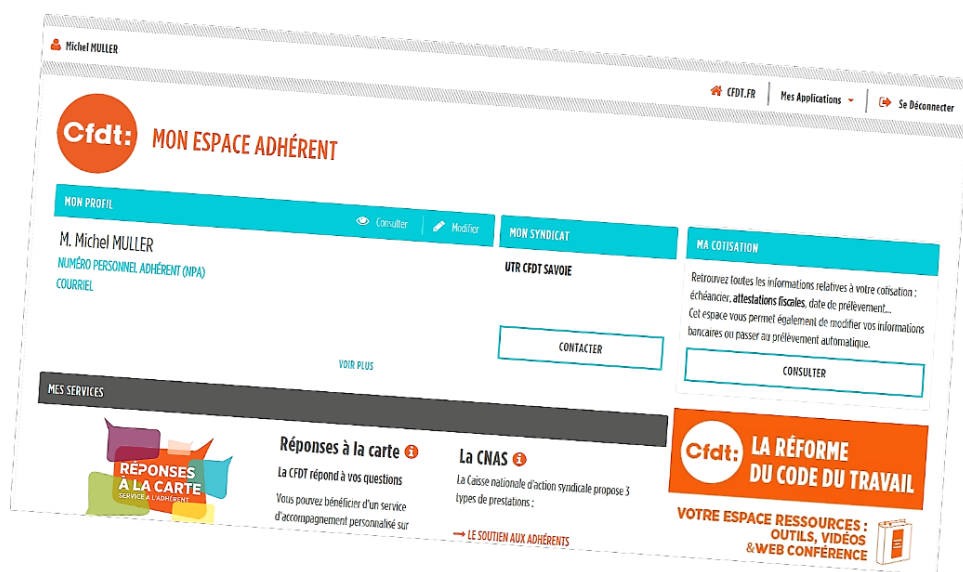 Michel MULLER
CFDT.FR
Mes Applications
Se Déconnecter
Cfdt:
MON ESPACE ADHÉRENT
MON PROFIL
Consulter
Modifier
M. Michel MULLER
NUMÉRO PERSONNEL ADHÉRENT (NPA)
COURRIEL
VOIR PLUS
MON SYNDICAT
UTR CFDT SAVOIE
CONTACTER
MA COTISATION
Retrouvez toutes les informations relatives à votre cotisation :
échéancier, attestations fiscales, date de prélèvement...
Cet espace vous permet également de modifier vos informations
bancaires ou passer au prélèvement automatique.
CONSULTER
MES SERVICES
RÉPONSES
À LA CARTE
SERVICE À L'ADHÉRENT
Réponses à la carte
La CFDT répond à vos questions
Vous pouvez bénéficier d'un service
d'accompagnement personnalisé sur
La CNAS
La Caisse nationale d'action syndicale propose 3
types de prestations :
→ LE SOUTIEN AUX ADHÉRENTS
Cfdt:
LA RÉFORME
DU CODE DU TRAVAIL
VOTRE ESPACE RESSOURCES :
OUTILS, VIDÉOS
&WEB CONFÉRENCE